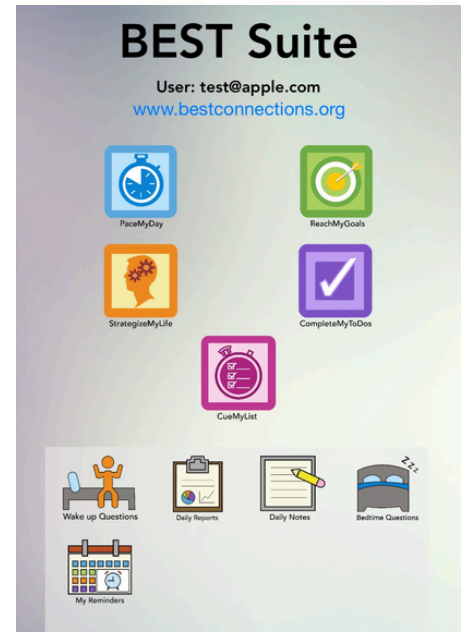 BEST Suite
User: test@apple.com
www.bestconnections.org
PaceMyDay
ReachMyGoals
StrategizeMyLife
CompleteMyToDos
CueMyList
zzz
Wake up Questions
Daily Reports
Daily Notes
Bedtime Questions
My Reminders